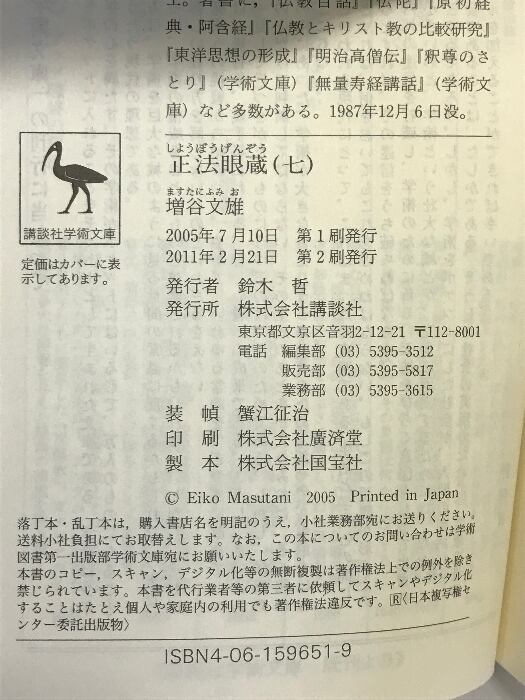 典・阿含経』『仏教とキリスト教の比較研究』
『東洋思想の形成』『明治高僧伝』『釈尊のさ
とり』(学術文庫)『無量寿経講話』(学術文
庫)など多数がある。1987年12月6日没。
しようぼうげんぞう
正法眼蔵(七)
ますたにふみお
増谷文雄
講談社学術文庫
定価はカバーに表
示してあります。
2005年7月10日 第1刷発行
2011年2月21日 第2刷発行
発行者 鈴木 哲
発行所 株式会社講談社
東京都文京区音羽2-12-21 〒112-8001
電話 編集部 (03) 5395-3512
販売部 (03) 5395-5817
業務部 (03) 5395-3615
装 幀 蟹江征治
印 刷 株式会社廣済堂
製 本 株式会社国宝社
© Eiko Masutani 2005 Printed in Japan
落丁本・乱丁本は,購入書店名を明記のうえ,小社業務部宛にお送りください。
送料小社負担にてお取替えします。なお,この本についてのお問い合わせは学術
図書第一出版部学術文庫宛にお願いいたします。
本書のコピー,スキャン,デジタル化等の無断複製は著作権法上での例外を除き
禁じられています。本書を代行業者等の第三者に依頼してスキャンやデジタル化
することはたとえ個人や家庭内の利用でも著作権法違反です。Ⓡ〈日本複写権セ
ンター委託出版物〉
ISBN4-06-159651-9